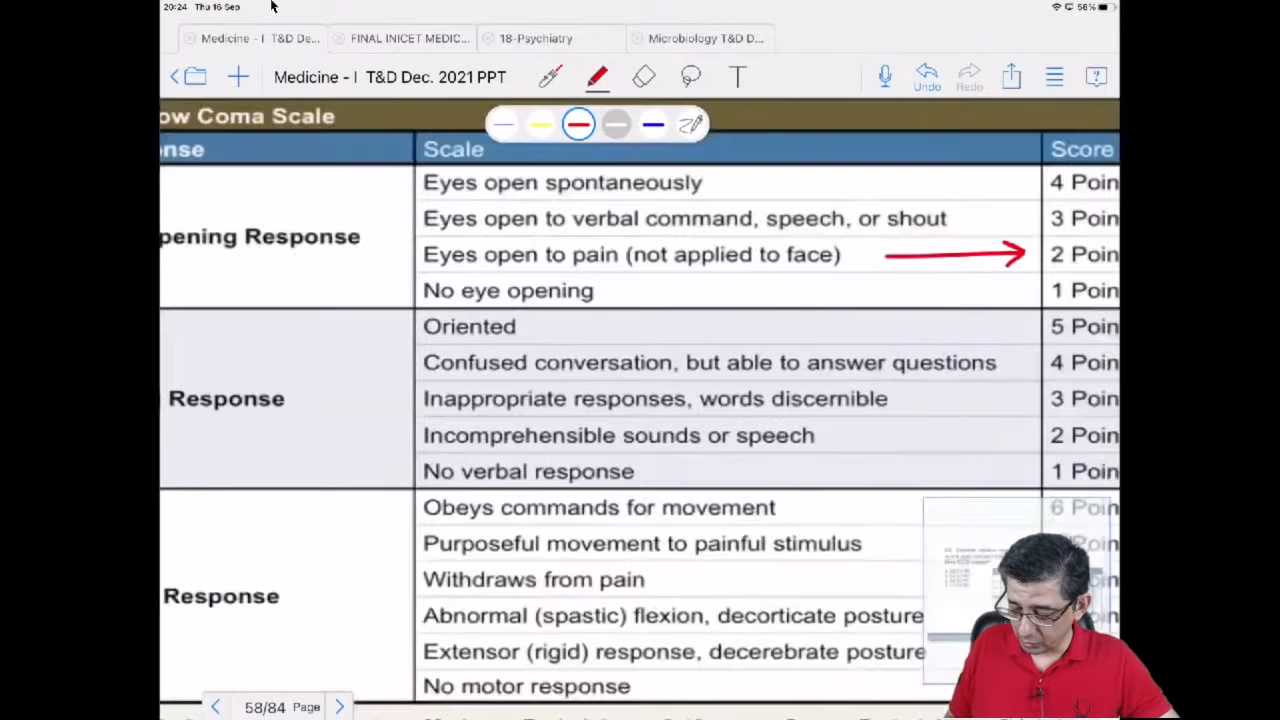 20:24 Thu 16 Sep 58%
Medicine - I T&D De... FINAL INICET MEDIC... 18-Psychiatry Microbiology T&D D...
Medicine - I T&D Dec. 2021 PPT T Undo Redo
ow Coma Scale
nse Scale Score
Eyes open spontaneously 4 Poin
Eyes open to verbal command, speech, or shout 3 Poin
pening Response
Eyes open to pain (not applied to face) 2 Poin
No eye opening 1 Poin
Oriented 5 Poin
Confused conversation, but able to answer questions 4 Poin
Response Inappropriate responses, words discernible 3 Poin
Incomprehensible sounds or speech 2 Poin
No verbal response 1 Poin
Obeys commands for movement 6 Poin
Purposeful movement to painful stimulus Poin
Withdraws from pain
Response
Abnormal (spastic) flexion, decorticate posture
Extensor (rigid) response, decerebrate posture
No motor response
58/84 Page